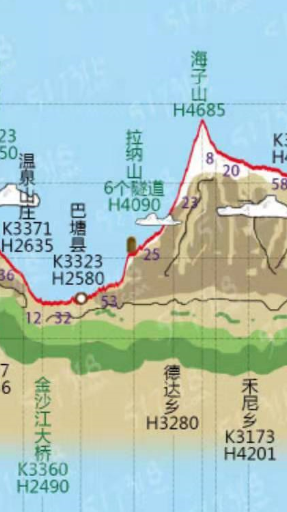 海子山
H4685
拉纳山
6个隧道
H4090
23
50
温泉山庄
K3371
H2635
巴塘县
K3323
H2580
8
20
58
23
25
36
53
12
32
金沙江大桥
K3360
H2490
德达乡
H3280
禾尼乡
K3173
H4201